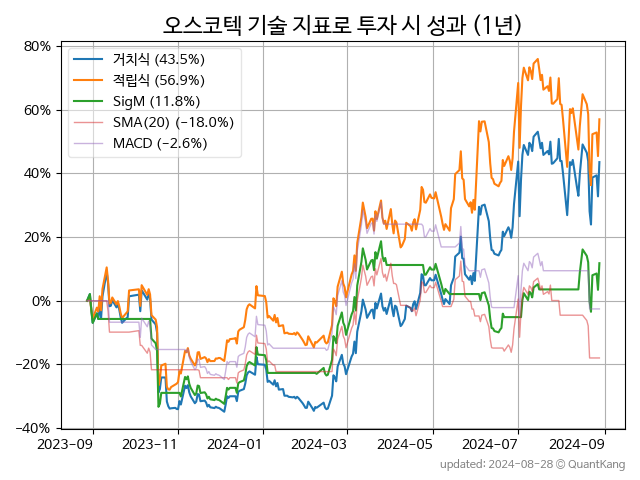 오스코텍 기술 지표로 투자 시 성과 (1년)
80%
60%
40%
20%
0%
−20%
−40%
거치식 (43.5%)
적립식 (56.9%)
SigM (11.8%)
SMA(20) (−18.0%)
MACD (−2.6%)
2023-09 2023-11 2024-01 2024-03 2024-05 2024-07 2024-09
updated: 2024-08-28 © QuantKang